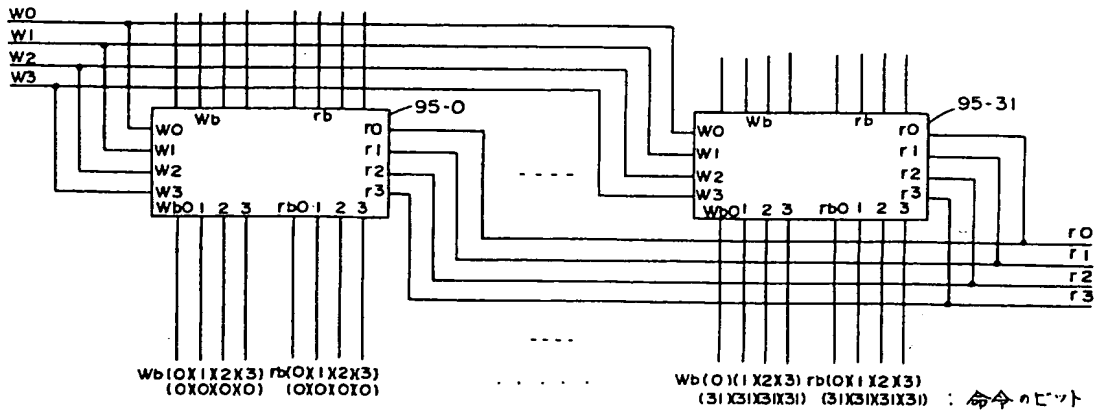 W0
W1
W2
W3
Wb rb
95-0
W0 r0
W1 r1
W2 r2
W3 r3
Wb0 1 2 3 rb0 1 2 3
Wb rb
95-31
W0 r0
W1 r1
W2 r2
W3 r3
Wb0 1 2 3 rb0 1 2 3
r0
r1
r2
r3
Wb(0)(1)(2)(3) rb(0)(1)(2)(3)
(0)(0)(0)(0) (0)(0)(0)(0)
Wb(0)(1)(2)(3) rb(0)(1)(2)(3)
(31)(31)(31)(31) (31)(31)(31)(31) : 命令のビット